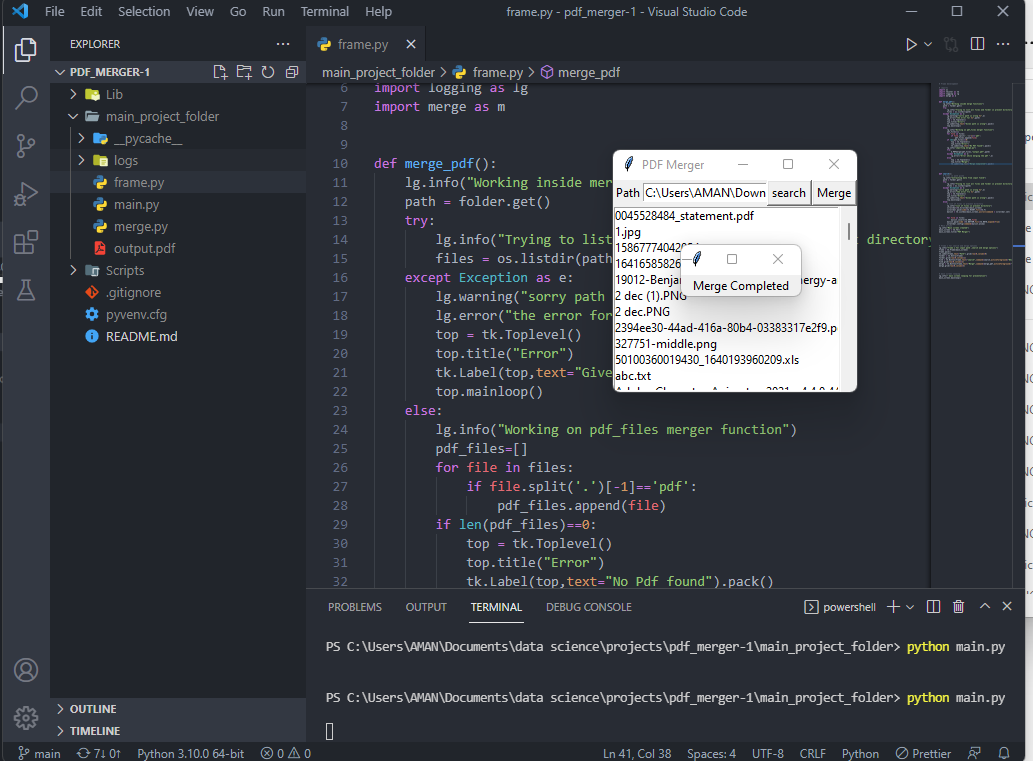 File Edit Selection View Go Run Terminal Help frame.py - pdf_merger-1 - Visual Studio Code
EXPLORER
frame.py
PDF_MERGER-1
main_project_folder > frame.py > merge_pdf
Lib
main_project_folder
__pycache__
logs
frame.py
main.py
merge.py
output.pdf
Scripts
.gitignore
pyvenv.cfg
README.md
OUTLINE
TIMELINE
6 import logging as lg
7 import merge as m
8
9
10 def merge_pdf():
11 lg.info("Working inside mer
12 path = folder.get()
13 try:
14 lg.info("Trying to list directory
15 files = os.listdir(path
16 except Exception as e:
17 lg.warning("sorry path
18 lg.error("the error for
19 top = tk.Toplevel()
20 top.title("Error")
21 tk.Label(top,text="Give
22 top.mainloop()
23 else:
24 lg.info("Working on pdf_files merger function")
25 pdf_files=[]
26 for file in files:
27 if file.split('.')[-1]=='pdf':
28 pdf_files.append(file)
29 if len(pdf_files)==0:
30 top = tk.Toplevel()
31 top.title("Error")
32 tk.Label(top,text="No Pdf found").pack()
PDF Merger
Path C:\Users\AMAN\Down search Merge
0045528484_statement.pdf
1.jpg
1586777404205
16416585826
19012-Benja nergy-a
2 dec (1).PNG
2 dec.PNG
2394ee30-44ad-416a-80b4-03383317e2f9.p
327751-middle.png
50100360019430_1640193960209.xls
abc.txt
Merge Completed
PROBLEMS OUTPUT TERMINAL DEBUG CONSOLE powershell
PS C:\Users\AMAN\Documents\data science\projects\pdf_merger-1\main_project_folder> python main.py
PS C:\Users\AMAN\Documents\data science\projects\pdf_merger-1\main_project_folder> python main.py
main 7↓ 0↑ Python 3.10.0 64-bit 0 0 Ln 41, Col 38 Spaces: 4 UTF-8 CRLF Python Prettier